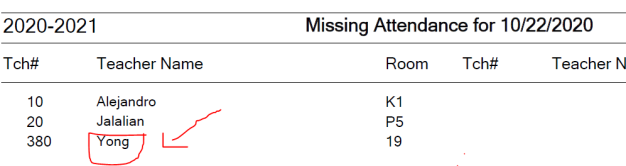 2020-2021 Missing Attendance for 10/22/2020
Tch# Teacher Name Room Tch# Teacher N
10 Alejandro K1
20 Jalalian P5
380 Yong 19